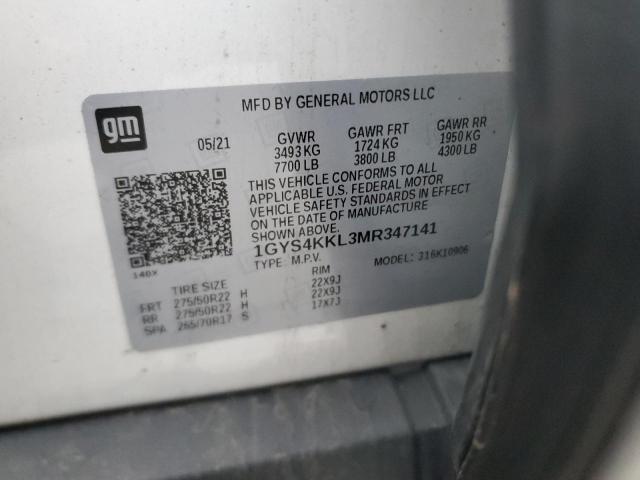 MFD BY GENERAL MOTORS LLC
gm
05/21 GVWR GAWR FRT GAWR RR
3493 KG 1724 KG 1950 KG
7700 LB 3800 LB 4300 LB
THIS VEHICLE CONFORMS TO ALL
APPLICABLE U.S. FEDERAL MOTOR
VEHICLE SAFETY STANDARDS IN EFFECT
ON THE DATE OF MANUFACTURE
SHOWN ABOVE.
1GYS4KKL3MR347141
TYPE: M.P.V. MODEL: 316K10906
140X
TIRE SIZE RIM
FRT 275/50R22 H 22X9J
RR 275/50R22 H 22X9J
SPA 265/70R17 S 17X7J